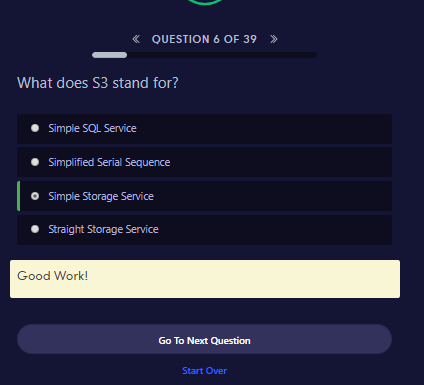 QUESTION 6 OF 39
What does S3 stand for?
Simple SQL Service
Simplified Serial Sequence
Simple Storage Service
Straight Storage Service
Good Work!
Go To Next Question
Start Over